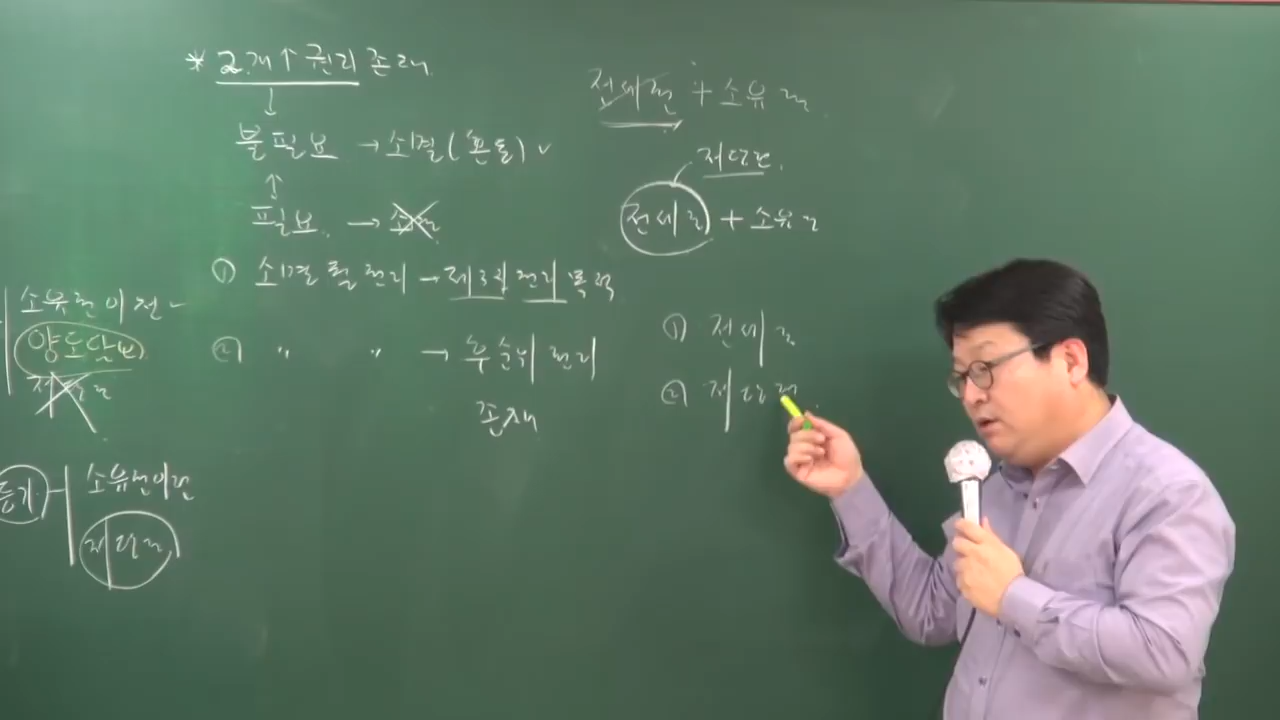 * 2개↑ 권리 존재
↓
불필요 → 소멸(혼동) ✓
↑
필요 → 소멸
① 소멸될 권리 → 제3자 권리 목적
② 〃 〃 → 후순위 권리
존재
소유권이전
양도담보
등기
소유권이전
저당권
전세권 + 소유권
저당권
전세권 + 소유권
① 전세권
② 저당권